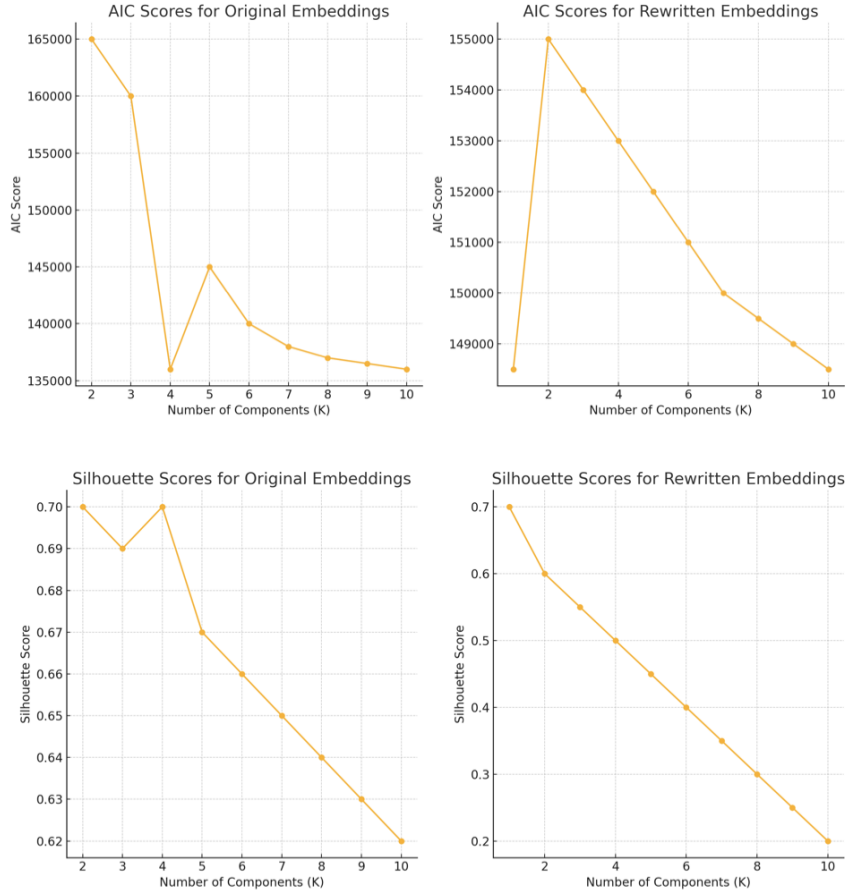 AIC Scores for Original Embeddings
165000
160000
155000
150000
145000
140000
135000
AIC Score
2 3 4 5 6 7 8 9 10
Number of Components (K)
AIC Scores for Rewritten Embeddings
155000
154000
153000
152000
151000
150000
149000
AIC Score
2 4 6 8 10
Number of Components (K)
Silhouette Scores for Original Embeddings
0.70
0.69
0.68
0.67
0.66
0.65
0.64
0.63
0.62
Silhouette Score
2 3 4 5 6 7 8 9 10
Number of Components (K)
Silhouette Scores for Rewritten Embeddings
0.7
0.6
0.5
0.4
0.3
0.2
Silhouette Score
2 4 6 8 10
Number of Components (K)